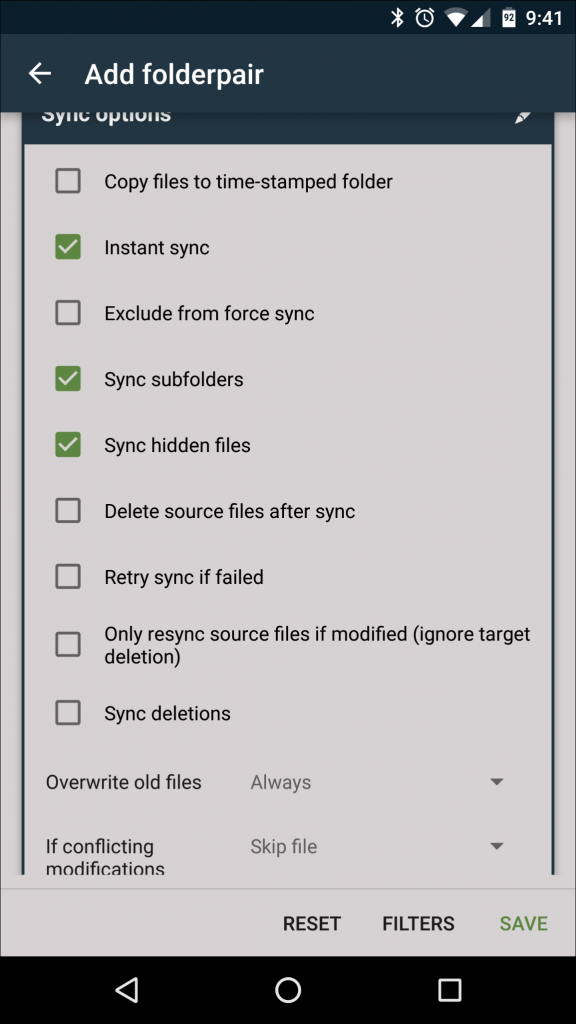 92 9:41
Add folderpair
Sync options
Copy files to time-stamped folder
Instant sync
Exclude from force sync
Sync subfolders
Sync hidden files
Delete source files after sync
Retry sync if failed
Only resync source files if modified (ignore target
deletion)
Sync deletions
Overwrite old files Always
If conflicting Skip file
modifications
RESET FILTERS SAVE